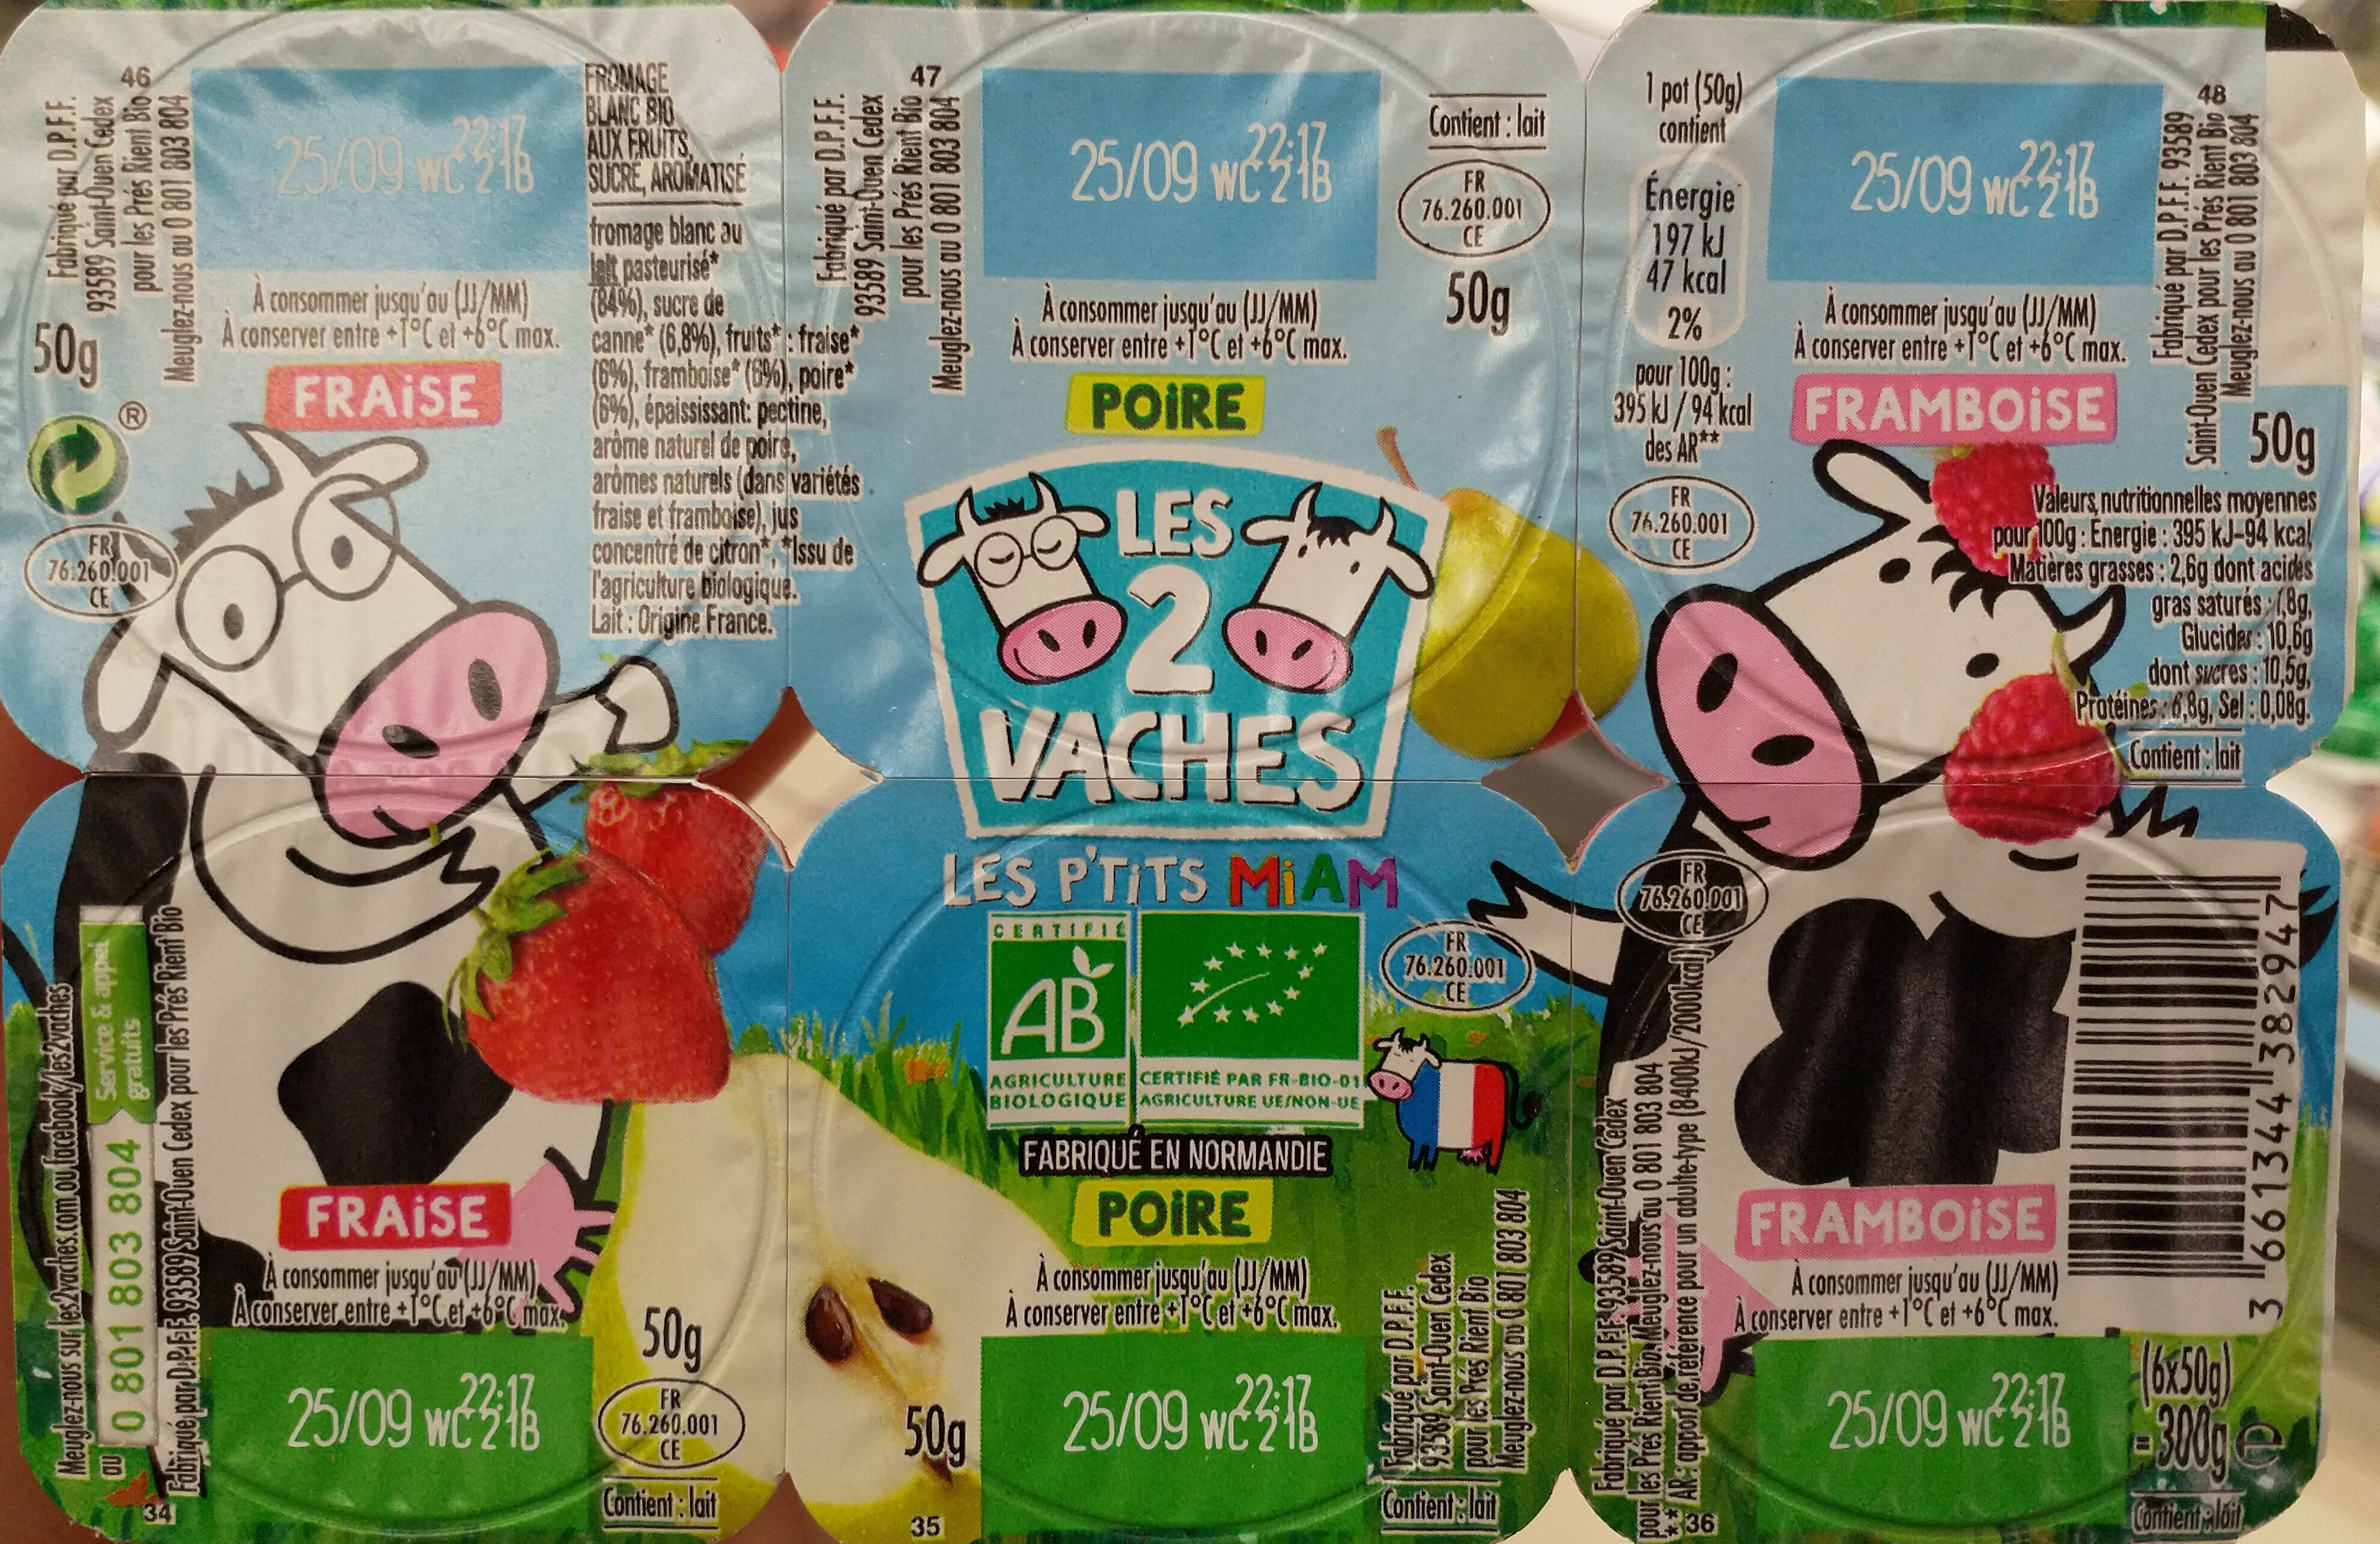 46
Fabriqué par D.P.F.F.
93589 Saint-Ouen Cedex
pour les Prés Rient Bio
Meuglez-nous au 0 801 803 804
50g
25/09 WC 22:17
21B
À consommer jusqu'au (JJ/MM)
À conserver entre +1°C et +6°C max.
FRAiSE
®
FR
76.260.001
CE
FROMAGE
BLANC BIO
AUX FRUITS,
SUCRÉ, AROMATISÉ
fromage blanc au
lait pasteurisé*
(84%), sucre de
canne* (6,8%), fruits* : fraise*
(6%), framboise* (6%), poire*
(6%), épaississant: pectine,
arôme naturel de poire,
arômes naturels (dans variétés
fraise et framboise), jus
concentré de citron*, *Issu de
l'agriculture biologique.
Lait : Origine France.
47
Fabriqué par D.P.F.F.
93589 Saint-Ouen Cedex
pour les Prés Rient Bio
Meuglez-nous au 0 801 803 804
25/09 WC 22:17
21B
À consommer jusqu'au (JJ/MM)
À conserver entre +1°C et +6°C max.
POiRE
Contient : lait
FR
76.260.001
CE
50g
LES
2
VACHES
1 pot (50g)
contient
Énergie
197 kJ
47 kcal
2%
pour 100g :
395 kJ / 94 kcal
des AR**
FR
76.260.001
CE
25/09 WC 22:17
21B
À consommer jusqu'au (JJ/MM)
À conserver entre +1°C et +6°C max.
FRAMBOiSE
48
Fabriqué par D.P.F.F. 93589
Saint-Ouen Cedex pour les Prés Rient Bio
Meuglez-nous au 0 801 803 804
50g
Valeurs nutritionnelles moyennes
pour 100g : Energie : 395 kJ-94 kcal,
Matières grasses : 2,6g dont acides
gras saturés : 1,8g,
Glucides : 10,6g
dont sucres : 10,5g,
Protéines : 6,8g, Sel : 0,08g.
Contient : lait
Meuglez-nous sur les2vaches.com ou facebook/les2vaches
au
0 801 803 804
Service & appel
gratuits
Fabriqué par D.P.F.F. 93589 Saint-Ouen Cedex pour les Prés Rient Bio
FRAiSE
À consommer jusqu'au (JJ/MM)
À conserver entre +1°C et +6°C max.
25/09 WC 22:17
21B
50g
FR
76.260.001
CE
Contient : lait
34
LES P'TiTS MiAM
CERTIFIÉ
AB
AGRICULTURE
BIOLOGIQUE
CERTIFIÉ PAR FR-BIO-01
AGRICULTURE UE/NON-UE
FR
76.260.001
CE
FABRIQUÉ EN NORMANDIE
POiRE
À consommer jusqu'au (JJ/MM)
À conserver entre +1°C et +6°C max.
50g
25/09 WC 22:17
21B
35
Fabriqué par D.P.F.F.
93589 Saint-Ouen Cedex
pour les Prés Rient Bio
Meuglez-nous au 0 801 803 804
Contient : lait
FR
76.260.001
CE
Fabriqué par D.P.F.F. 93589 Saint-Ouen Cedex
pour les Prés Rient Bio Meuglez-nous au 0 801 803 804
** AR : apport de référence pour un adulte-type (8400kJ/2000kcal)
36
FRAMBOiSE
À consommer jusqu'au (JJ/MM)
À conserver entre +1°C et +6°C max.
25/09 WC 22:17
21B
3 661344 382947
(6x50g)
= 300g e
Contient : lait